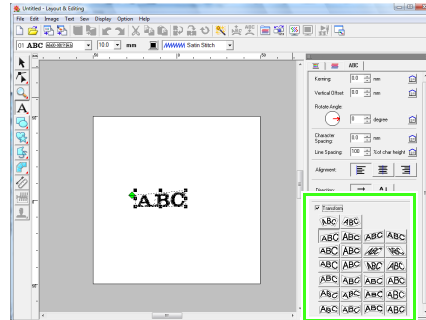 Untitled - Layout & Editing
File Edit Image Text Sew Display Option Help
01 ABC 10.0 mm Satin Stitch
ABC
Kerning: 0.0 mm
Vertical Offset: 0.0 mm
Rotate Angle:
0 degree
Character Spacing: 0.0 mm
Line Spacing: 100 % of char height
Alignment:
Direction:
Transform
ABC ABC
ABC ABC ABC ABC
ABC ABC ABC ABC
ABC ABC ABC ABC
ABC ABC ABC ABC
ABC ABC ABC ABC
ABC ABC ABC ABC
ABC